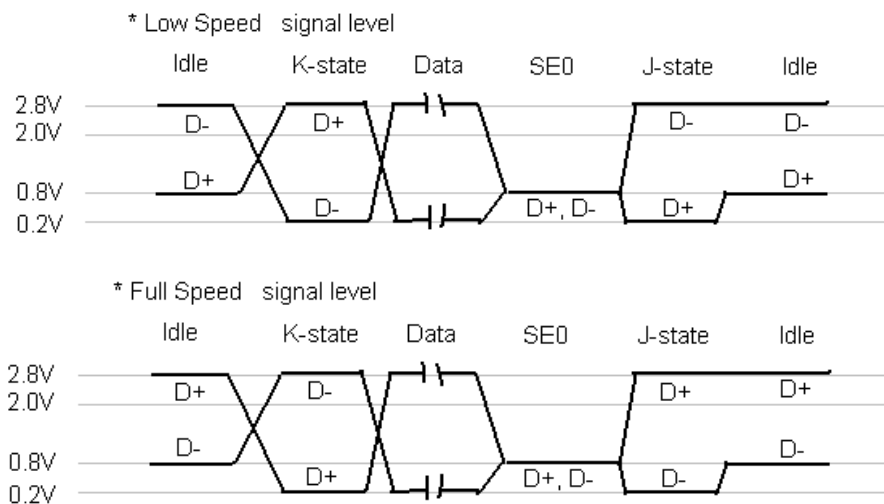 * Low Speed   signal level
Idle K-state Data SE0 J-state Idle
2.8V
D- D+ D- D-
2.0V
D+ D+
0.8V
D- D+, D- D+
0.2V
* Full Speed   signal level
Idle K-state Data SE0 J-state Idle
2.8V
D+ D- D+ D+
2.0V
D- D-
0.8V
D+ D+, D- D-
0.2V